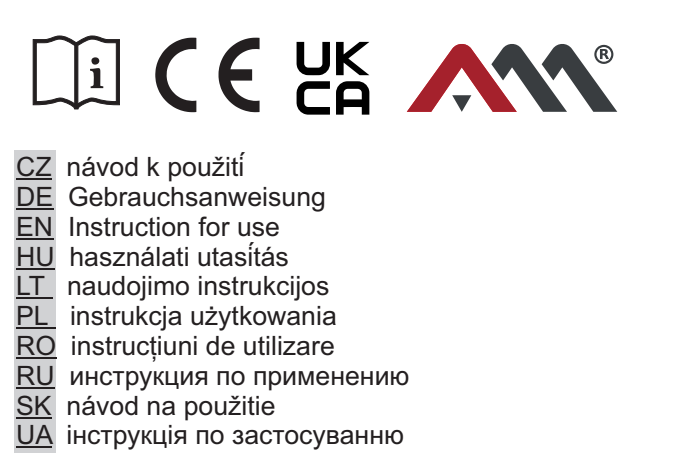 i CE UK CA AM ®
CZ návod k použití
DE Gebrauchsanweisung
EN Instruction for use
HU használati utasítás
LT naudojimo instrukcijos
PL instrukcja użytkowania
RO instrucțiuni de utilizare
RU инструкция по применению
SK návod na použitie
UA інструкція по застосуванню